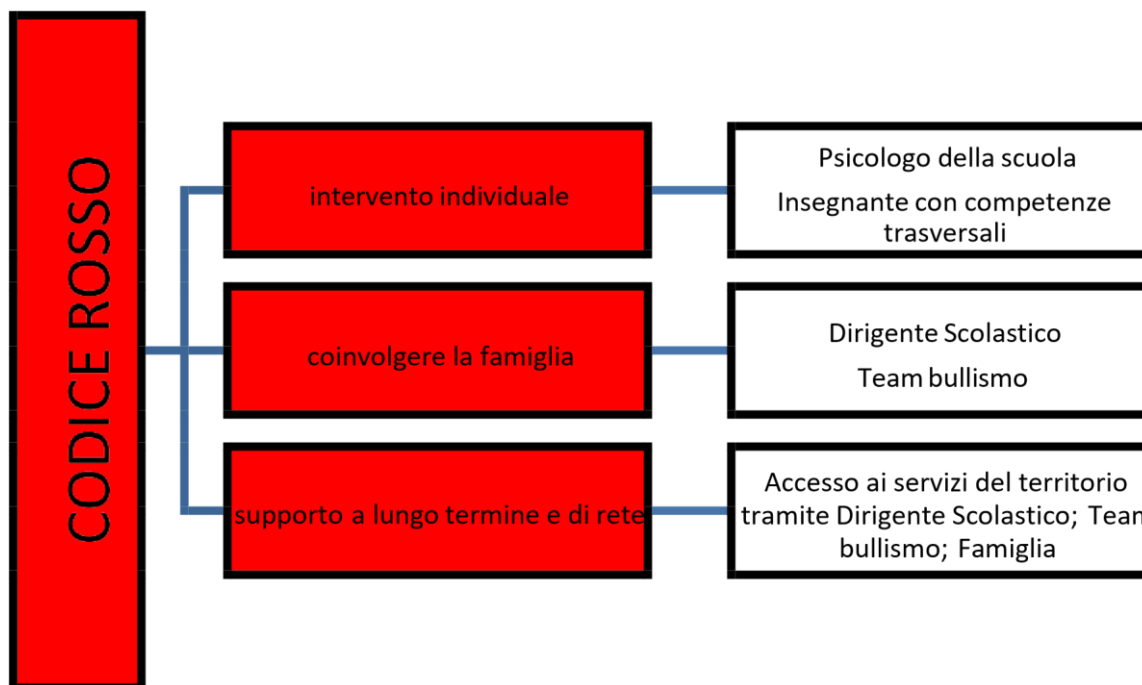 CODICE ROSSO
intervento individuale
Psicologo della scuola
Insegnante con competenze
trasversali
coinvolgere la famiglia
Dirigente Scolastico
Team bullismo
supporto a lungo termine e di rete
Accesso ai servizi del territorio
tramite Dirigente Scolastico; Team
bullismo; Famiglia